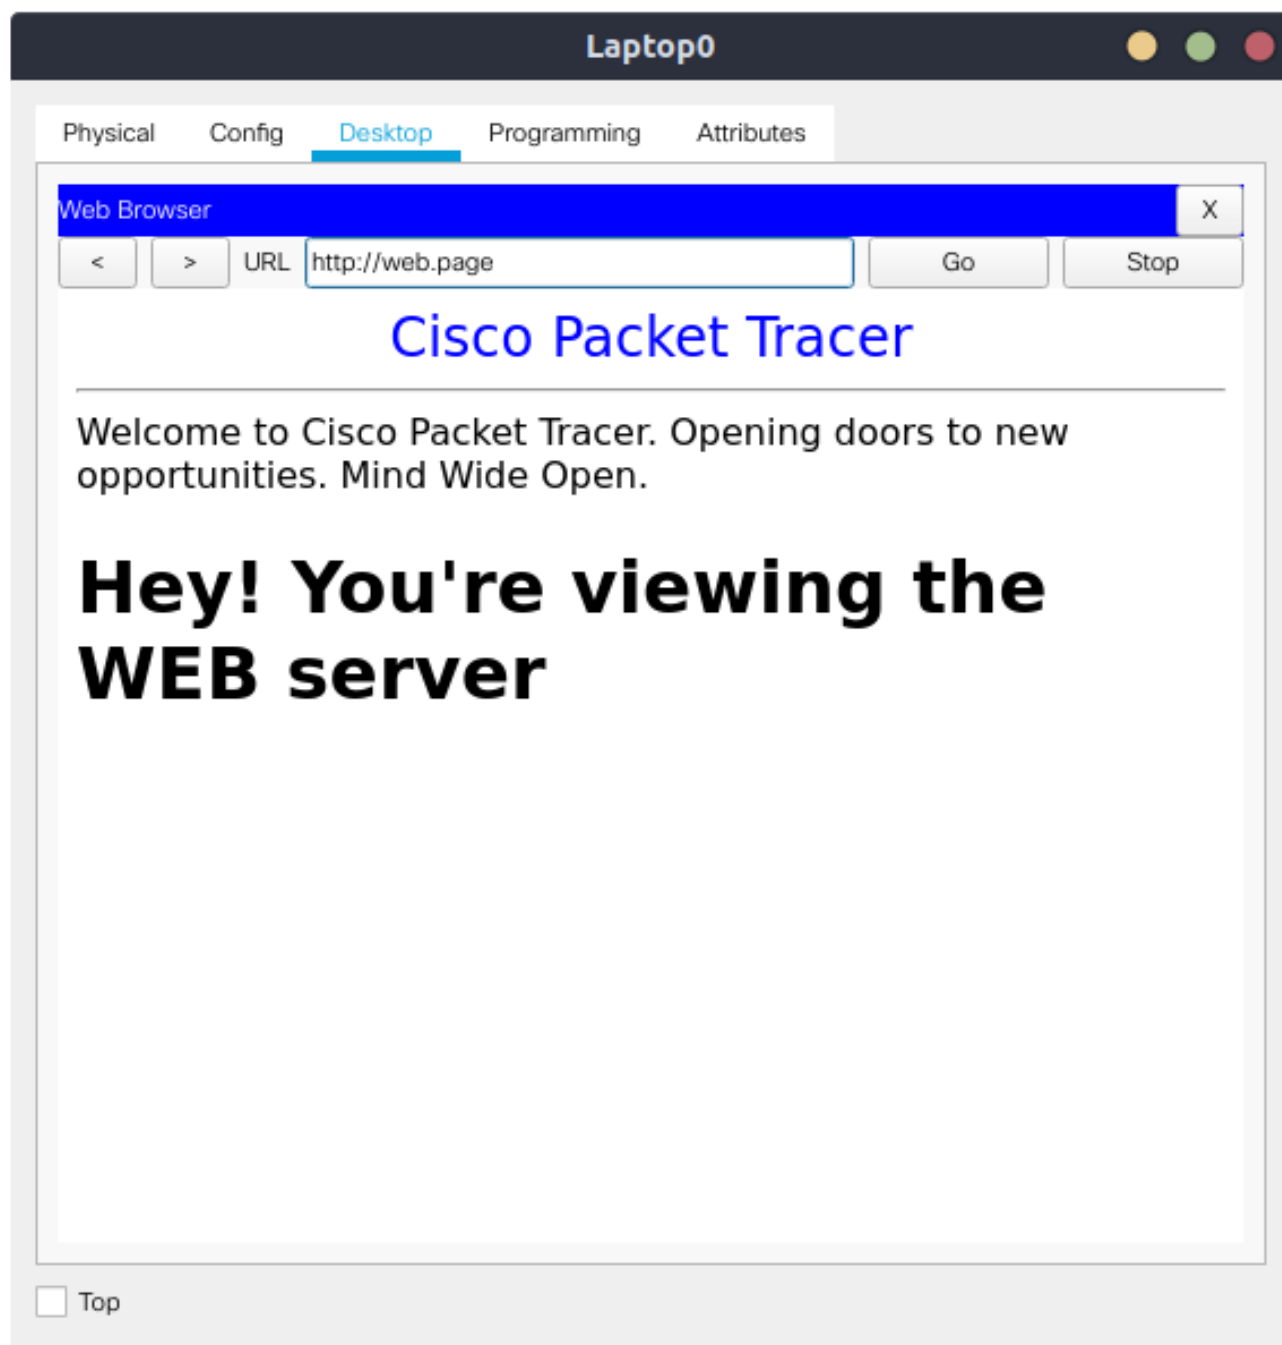 Laptop0
Physical Config Desktop Programming Attributes
Web Browser X
< > URL http://web.page Go Stop
Cisco Packet Tracer
Welcome to Cisco Packet Tracer. Opening doors to new
opportunities. Mind Wide Open.
Hey! You're viewing the
WEB server
Top